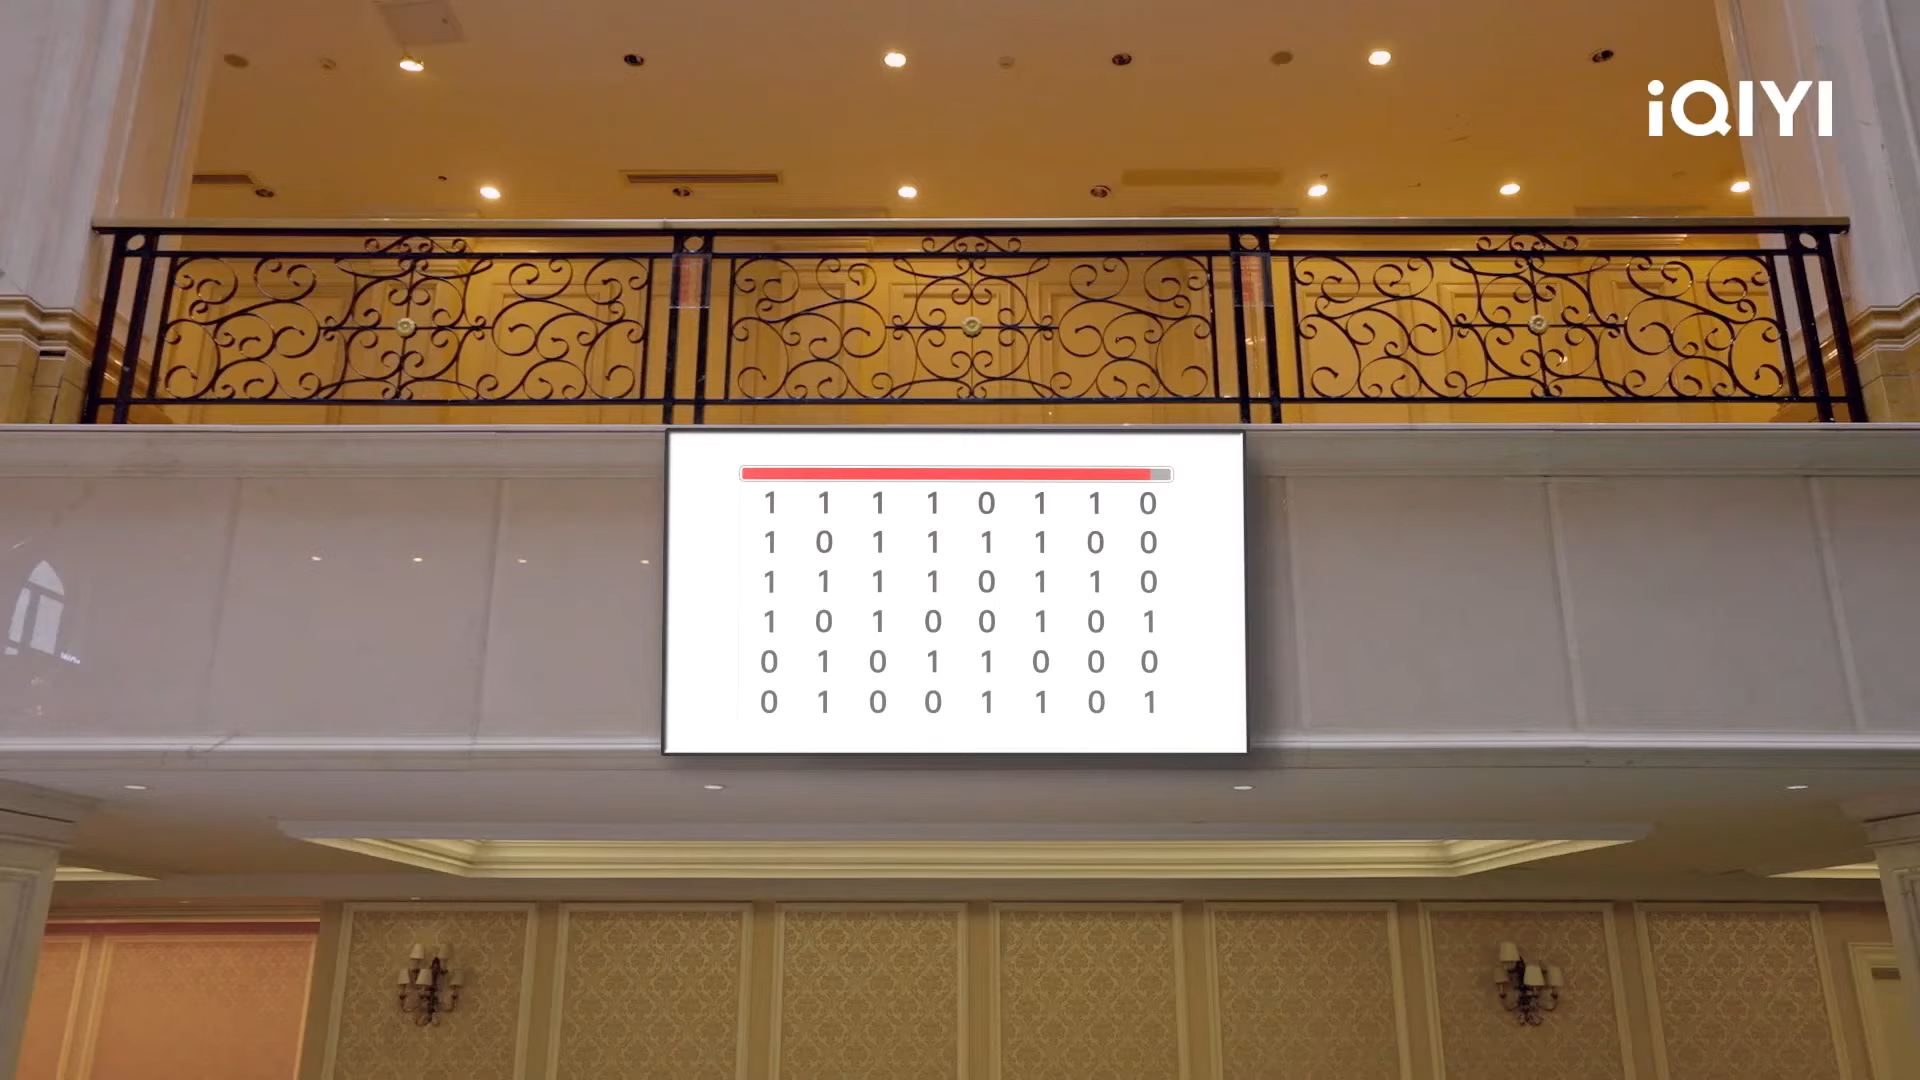 iQIYI
1 1 1 1 0 1 1 0
1 0 1 1 1 1 0 0
1 1 1 1 0 1 1 0
1 0 1 0 0 1 0 1
0 1 0 1 1 0 0 0
0 1 0 0 1 1 0 1